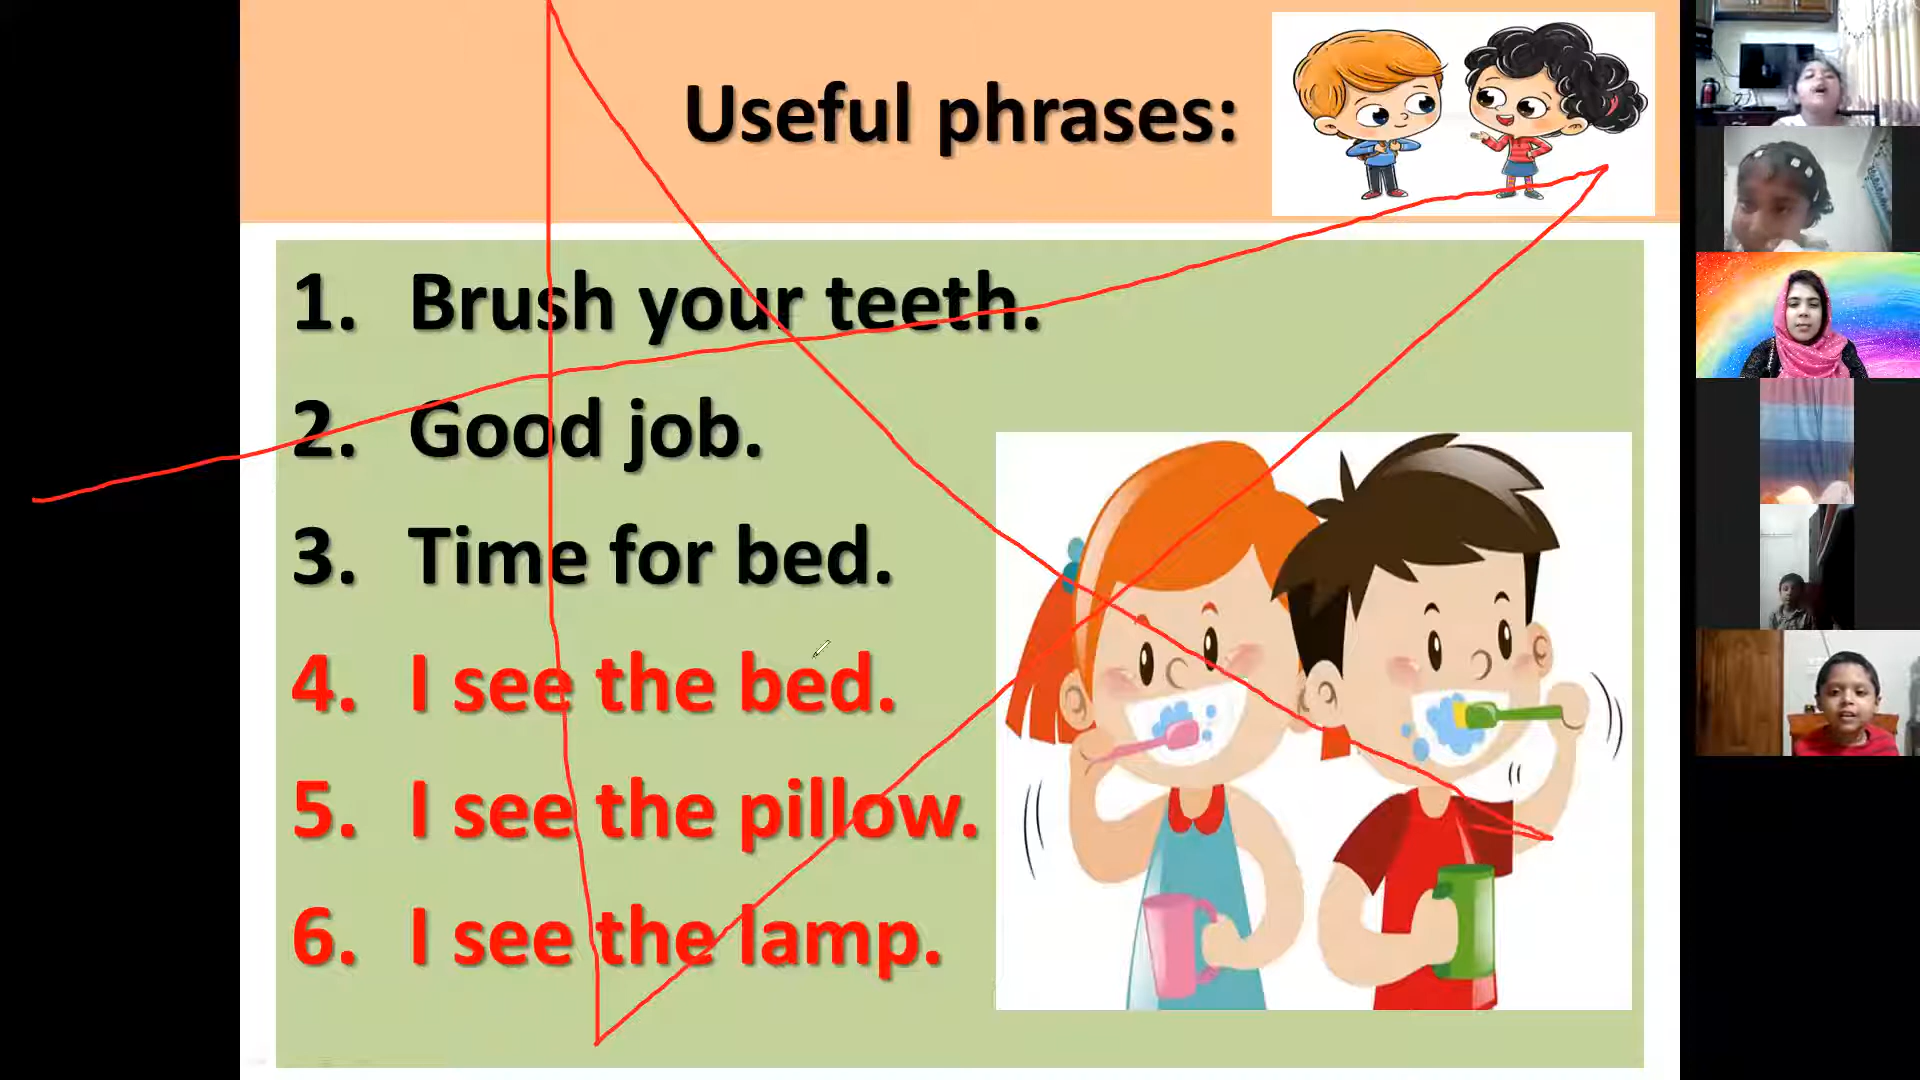 Useful phrases:
1. Brush your teeth.
2. Good job.
3. Time for bed.
4. I see the bed.
5. I see the pillow.
6. I see the lamp.